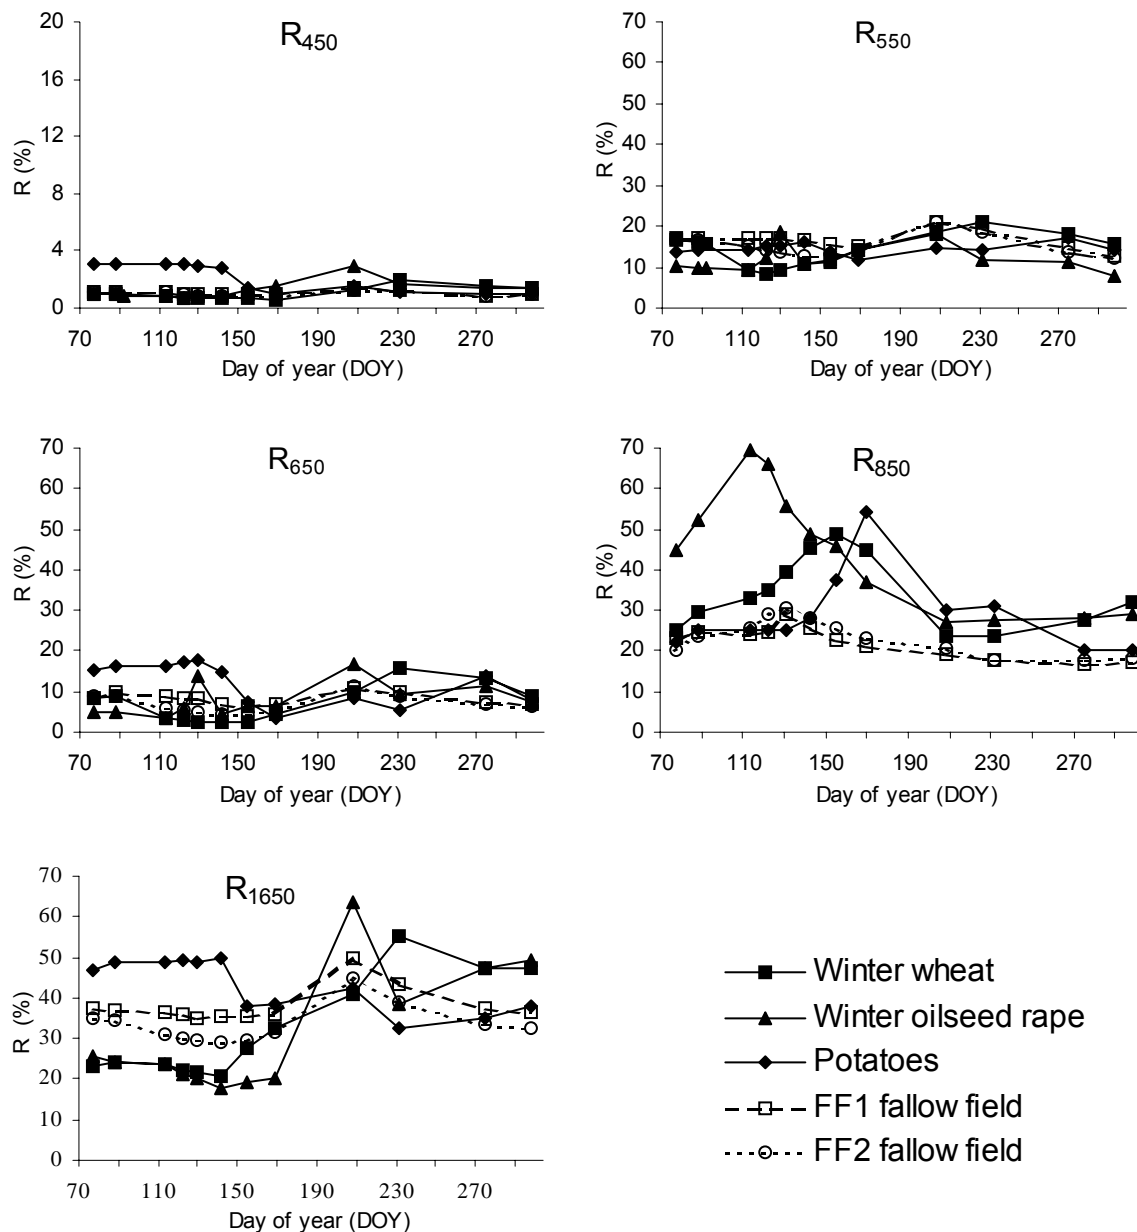 R450
20
16
12
8
4
0
R (%)
70 110 150 190 230 270
Day of year (DOY)
R550
70
60
50
40
30
20
10
0
R (%)
70 110 150 190 230 270
Day of year (DOY)
R650
70
60
50
40
30
20
10
0
R (%)
70 110 150 190 230 270
Day of year (DOY)
R850
70
60
50
40
30
20
10
0
R (%)
70 110 150 190 230 270
Day of year (DOY)
R1650
70
60
50
40
30
20
10
0
R (%)
70 110 150 190 230 270
Day of year (DOY)
Winter wheat
Winter oilseed rape
Potatoes
FF1 fallow field
FF2 fallow field